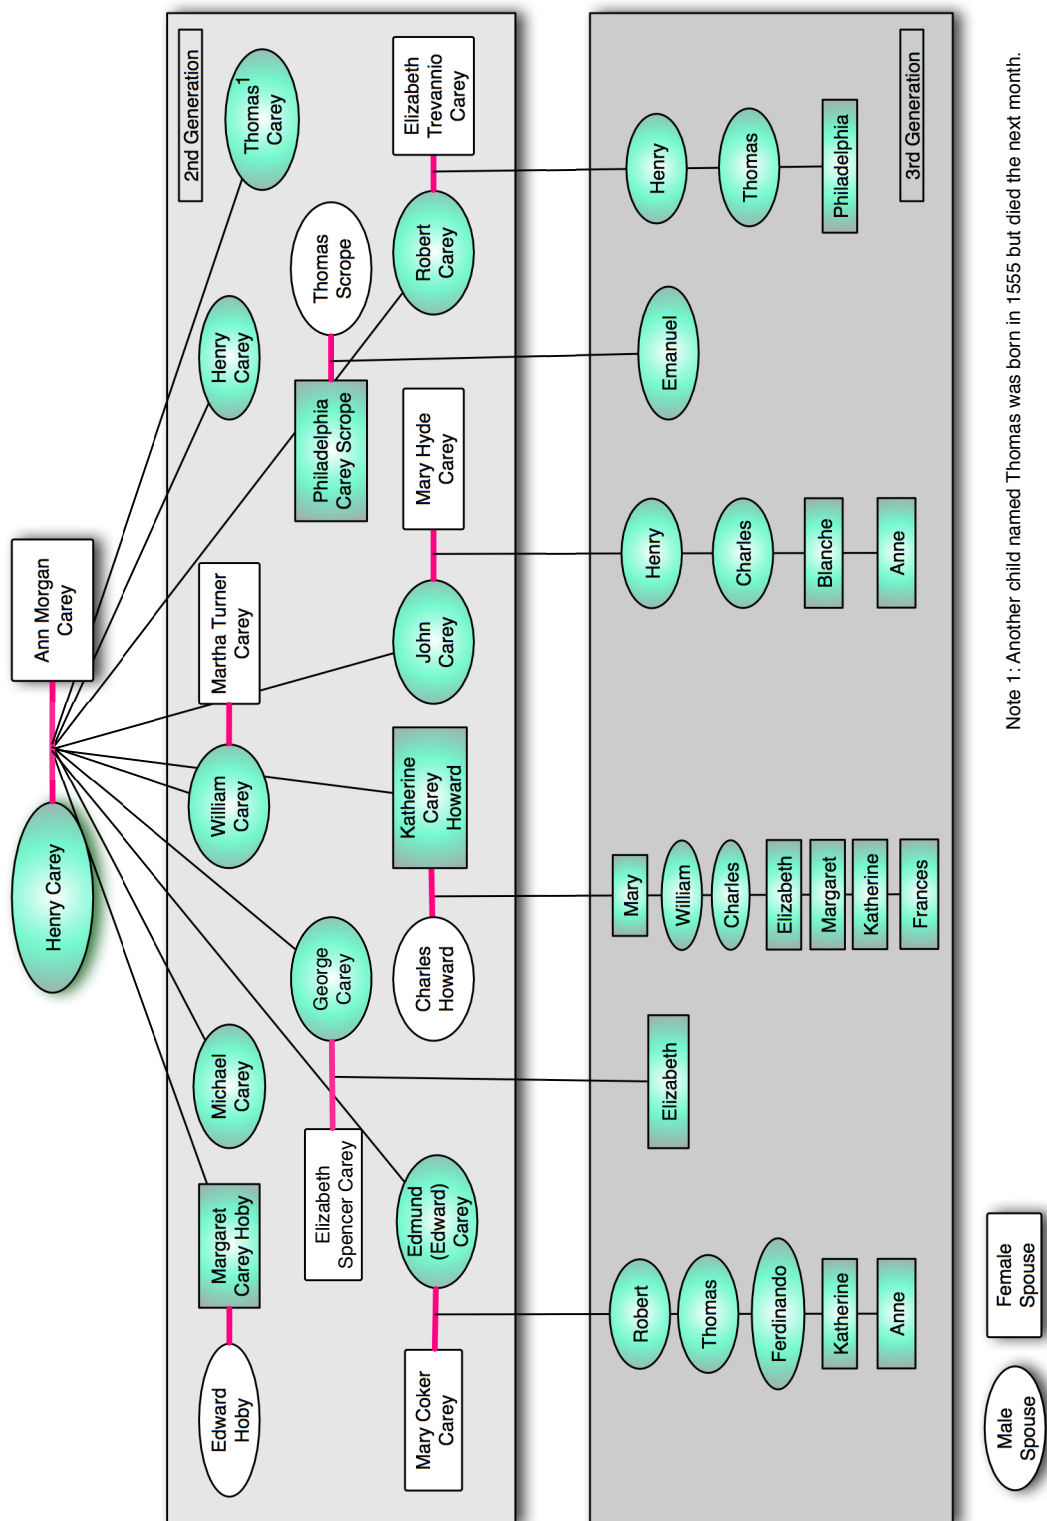 Henry Carey
Ann Morgan
Carey
2nd Generation
Edward
Hoby
Margaret
Carey Hoby
Michael
Carey
William
Carey
Martha Turner
Carey
Henry
Carey
Thomas1
Carey
Elizabeth
Spencer Carey
George
Carey
Philadelphia
Carey Scrope
Thomas
Scrope
Mary Coker
Carey
Edmund
(Edward)
Carey
Charles
Howard
Katherine
Carey
Howard
John
Carey
Mary Hyde
Carey
Robert
Carey
Elizabeth
Trevannio
Carey
Robert
Thomas
Ferdinando
Katherine
Anne
Elizabeth
Mary
William
Charles
Elizabeth
Margaret
Katherine
Frances
Henry
Charles
Blanche
Anne
Emanuel
Henry
Thomas
Philadelphia
3rd Generation
Male
Spouse
Female
Spouse
Note 1: Another child named Thomas was born in 1555 but died the next month.